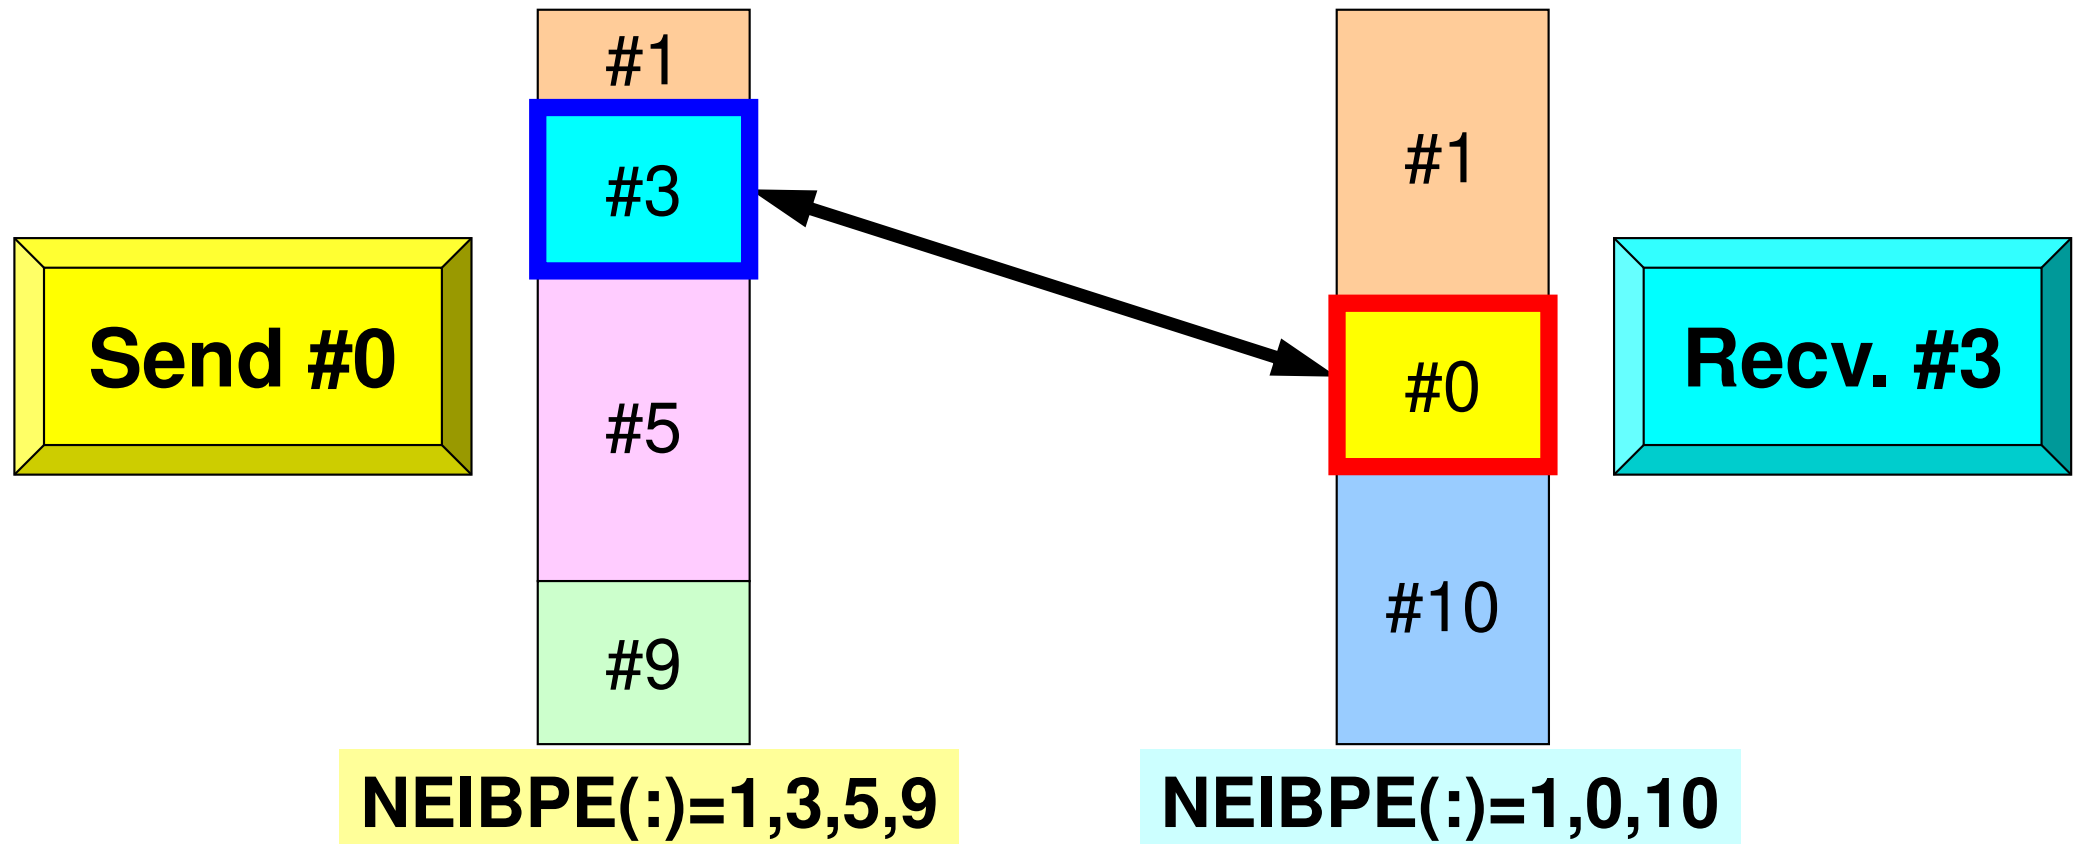 Send #0
#1
#3
#5
#9
NEIBPE(:)=1,3,5,9
#1
#0
#10
NEIBPE(:)=1,0,10
Recv. #3